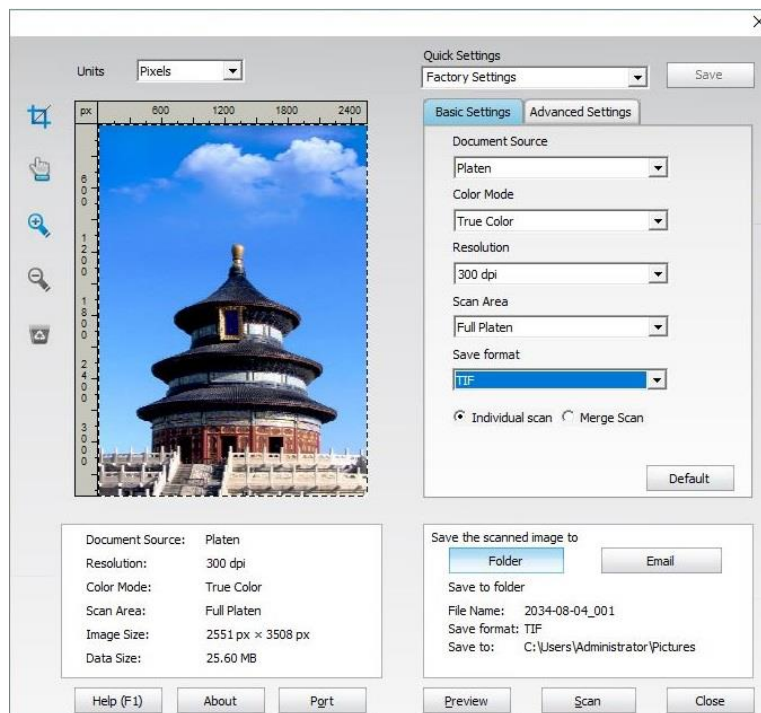 Units Pixels
Quick Settings
Factory Settings Save
px 600 1200 1800 2400
600
1200
1800
2400
3000
Basic Settings Advanced Settings
Document Source
Platen
Color Mode
True Color
Resolution
300 dpi
Scan Area
Full Platen
Save format
TIF
Individual scan Merge Scan
Default
Document Source: Platen
Resolution: 300 dpi
Color Mode: True Color
Scan Area: Full Platen
Image Size: 2551 px × 3508 px
Data Size: 25.60 MB
Save the scanned image to
Folder Email
Save to folder
File Name: 2034-08-04_001
Save format: TIF
Save to: C:\Users\Administrator\Pictures
Help (F1) About Port Preview Scan Close